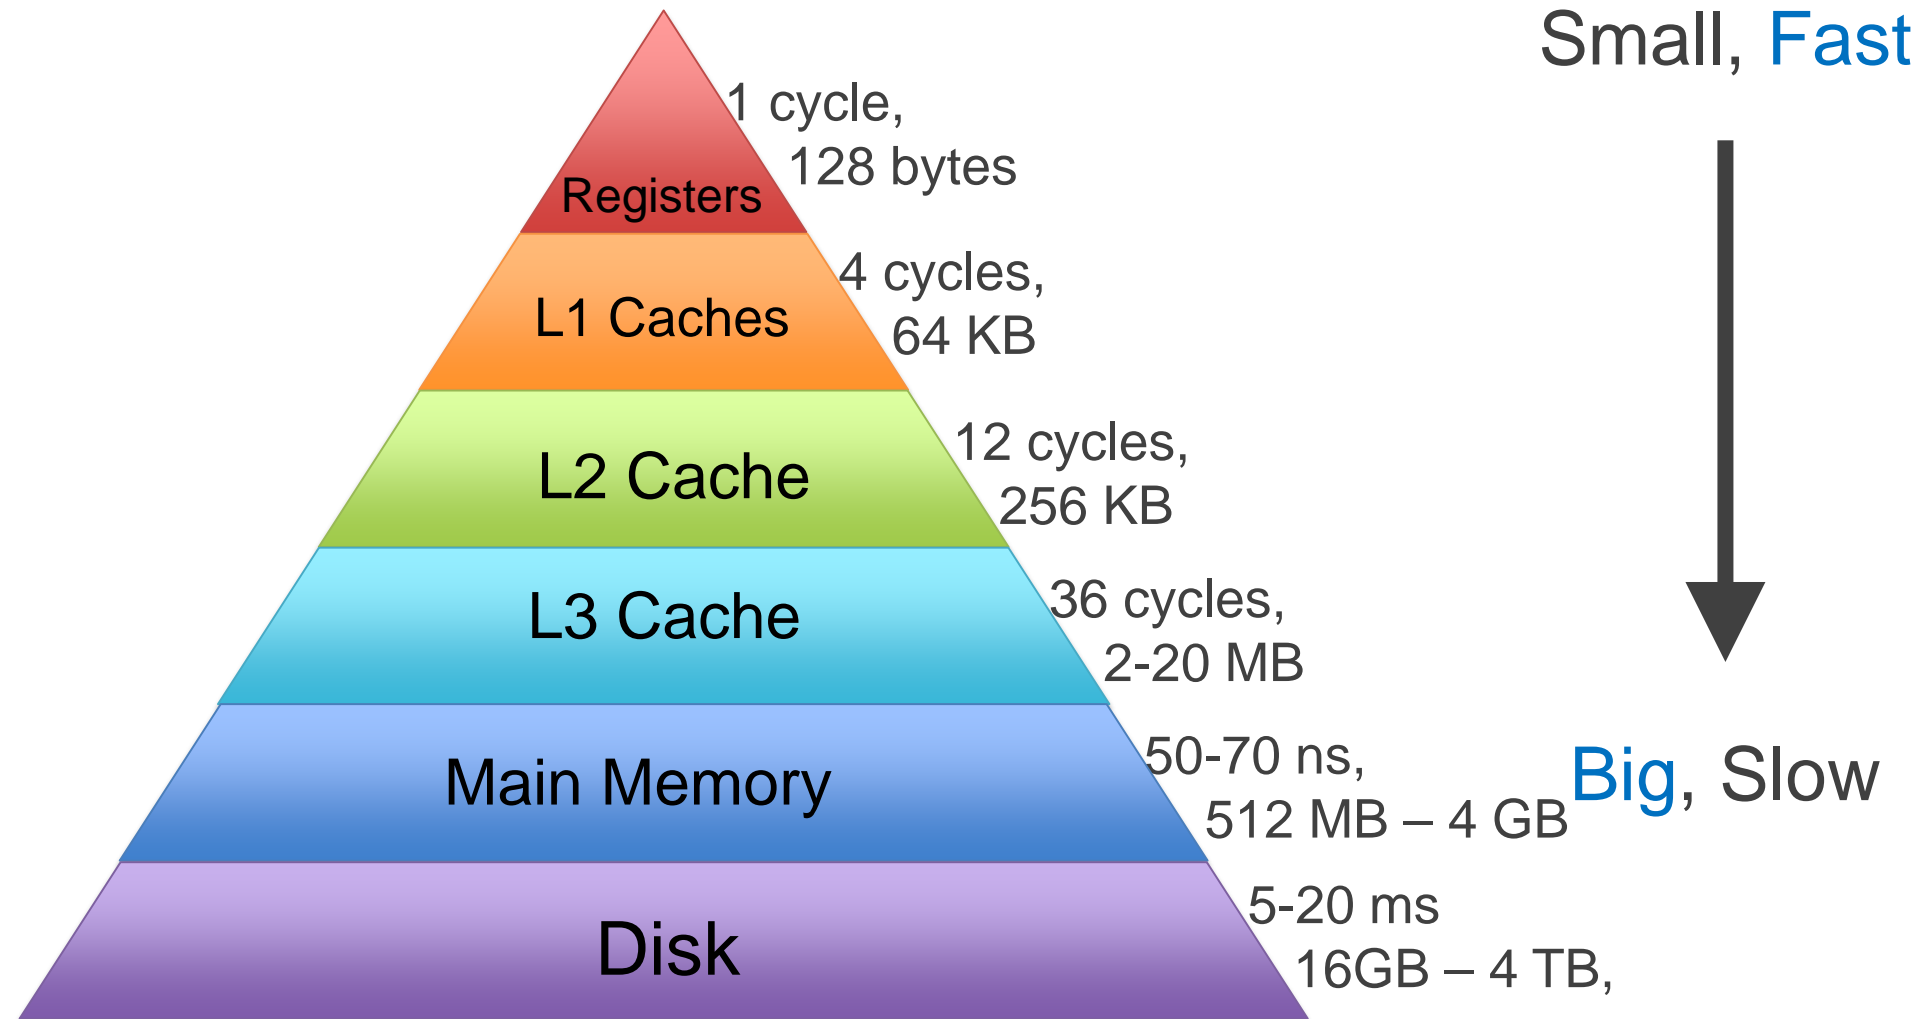 Small, Fast
1 cycle,
128 bytes
Registers
4 cycles,
L1 Caches
64 KB
12 cycles,
L2 Cache
256 KB
36 cycles,
L3 Cache
2-20 MB
50-70 ns,
Main Memory
512 MB – 4 GB
Big, Slow
5-20 ms
Disk
16GB – 4 TB,